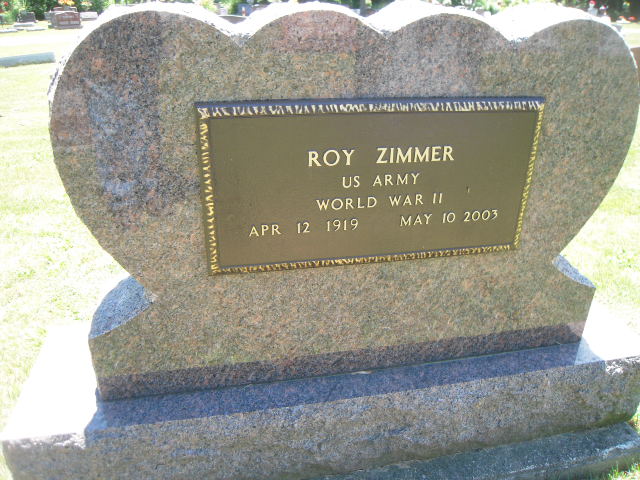 ROY ZIMMER
US ARMY
WORLD WAR II
APR 12 1919 MAY 10 2003